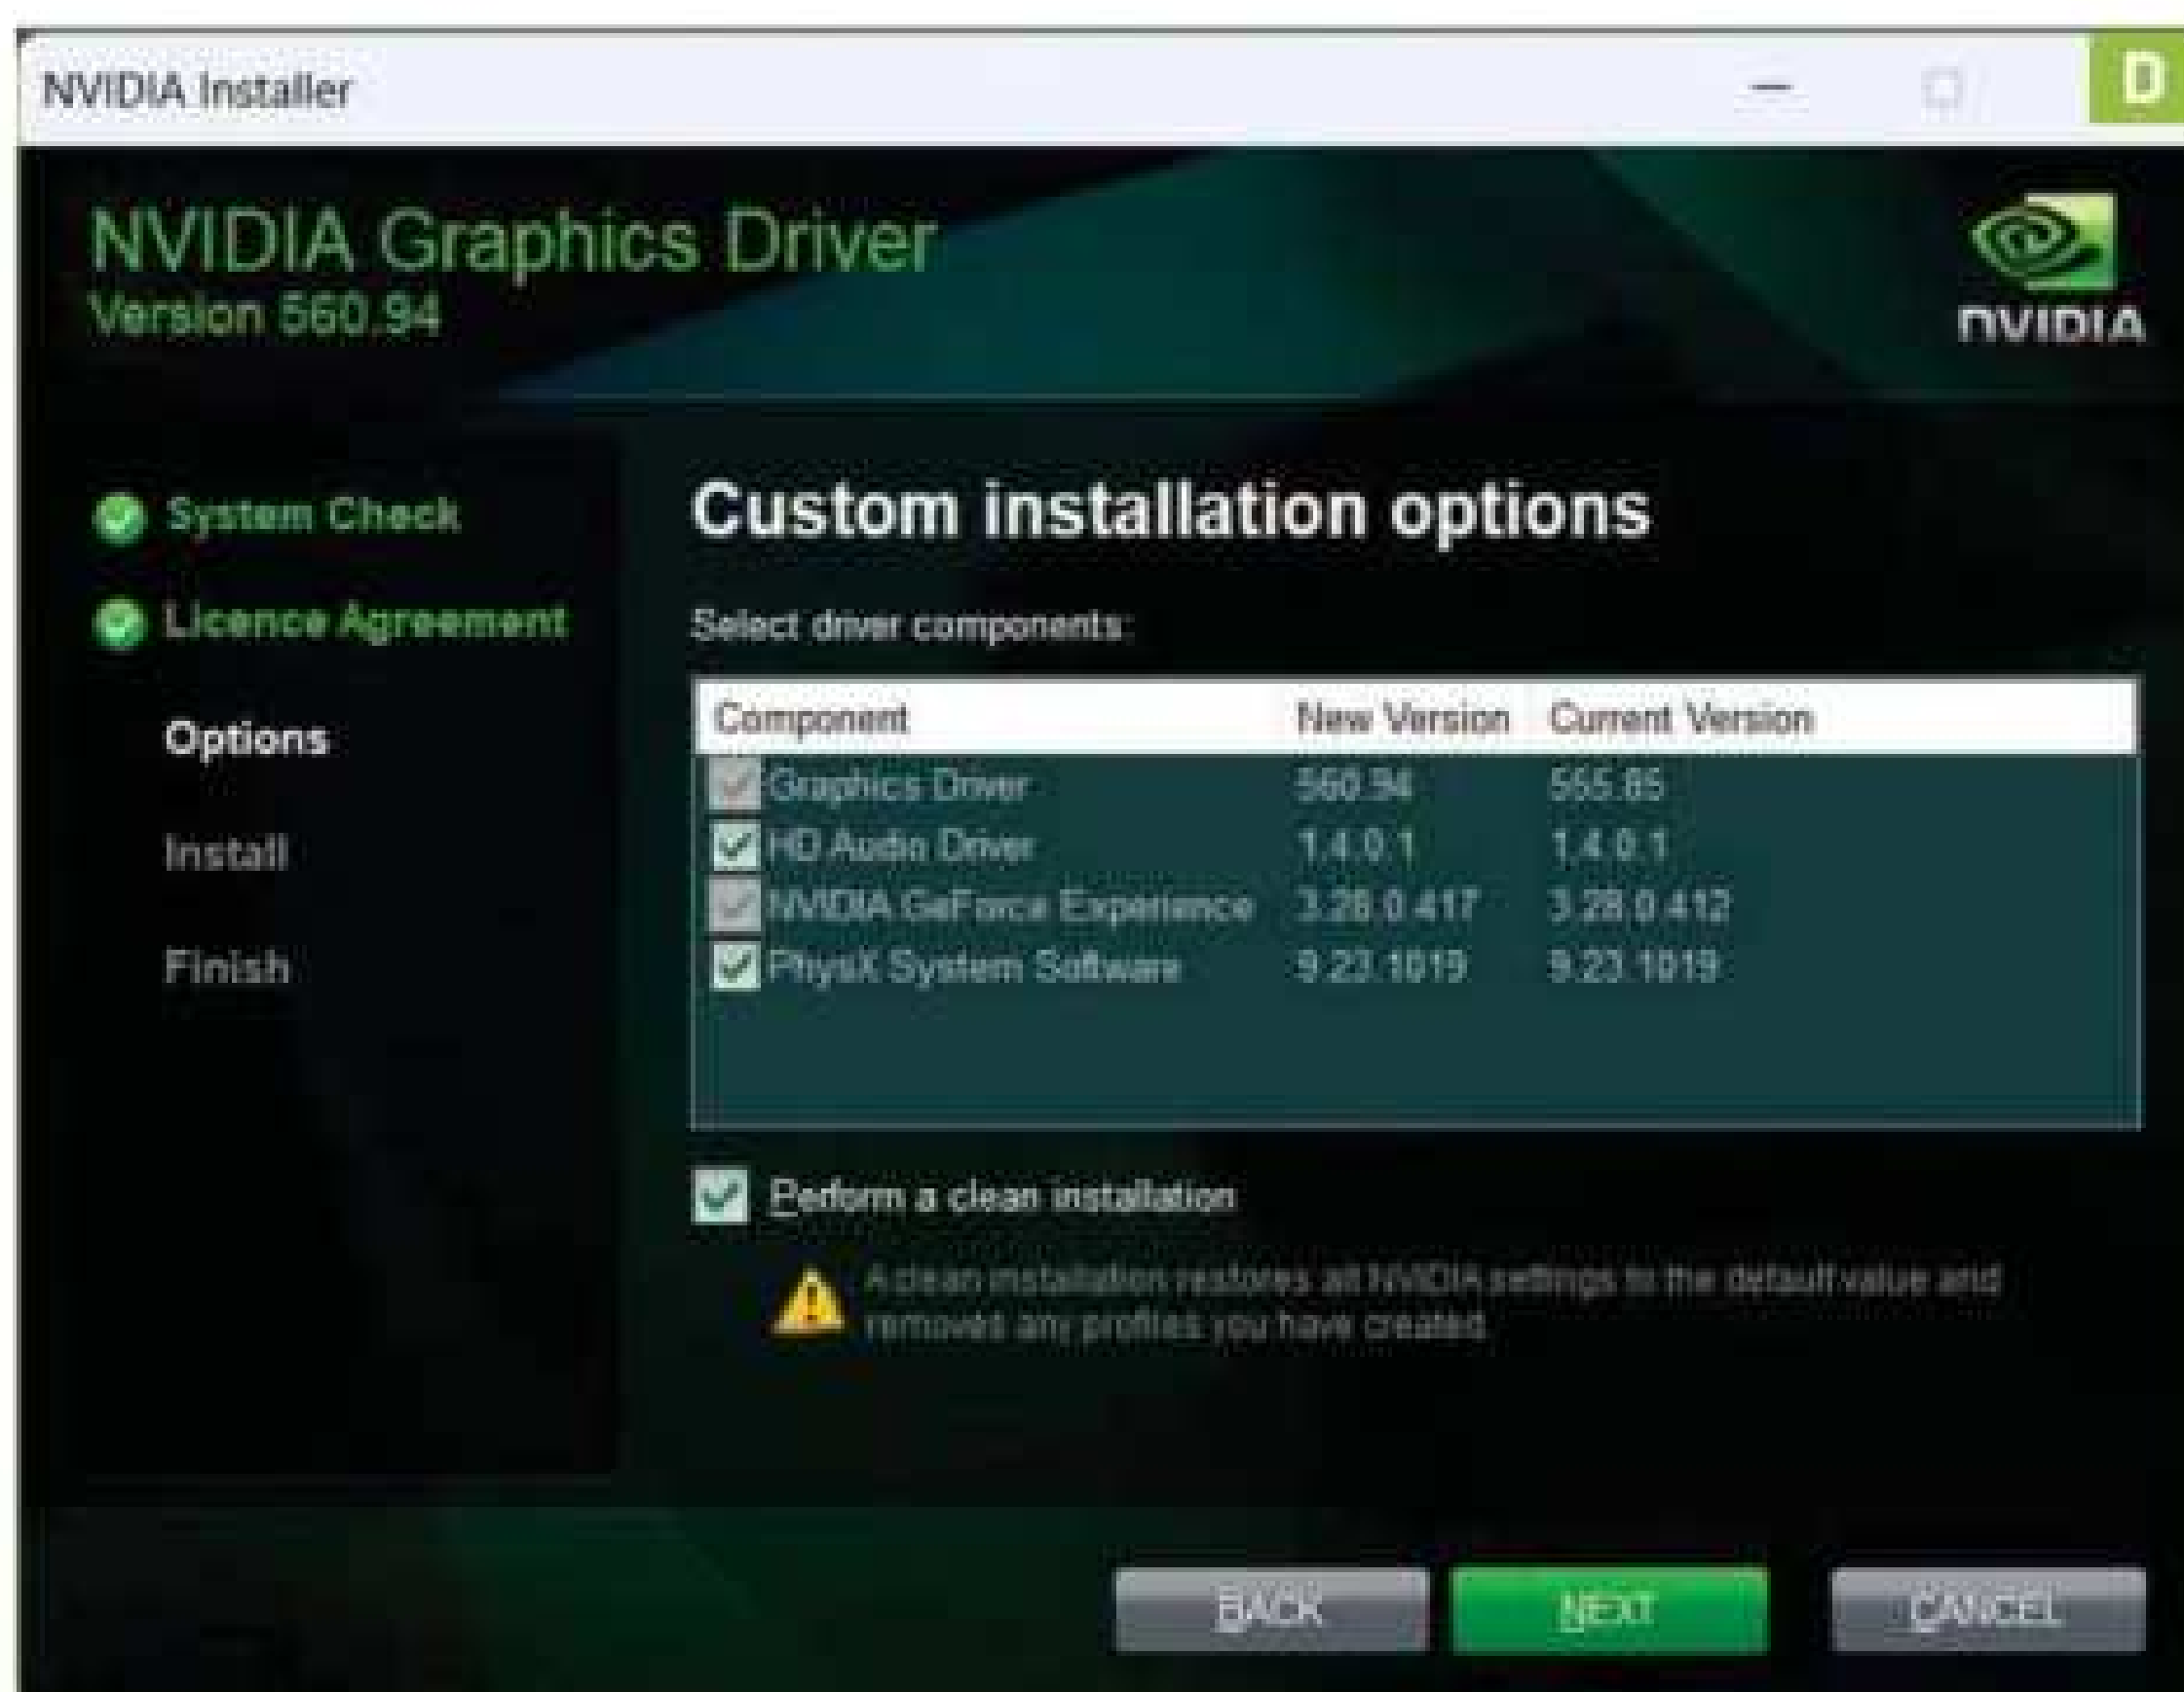 NVIDIA Installer
D
NVIDIA Graphics Driver
Version 560.94
NVIDIA
System Check
Licence Agreement
Options
Install
Finish
Custom installation options
Select driver components:
Component New Version Current Version
Graphics Driver 560.94 565.85
HD Audio Driver 1.4.0.1 1.4.0.1
NVIDIA GeForce Experience 3.28.0.417 3.28.0.412
PhysX System Software 9.23.1019 9.23.1019
Perform a clean installation
A clean installation restores all NVIDIA settings to the default value and
removes any profiles you have created.
BACK NEXT CANCEL